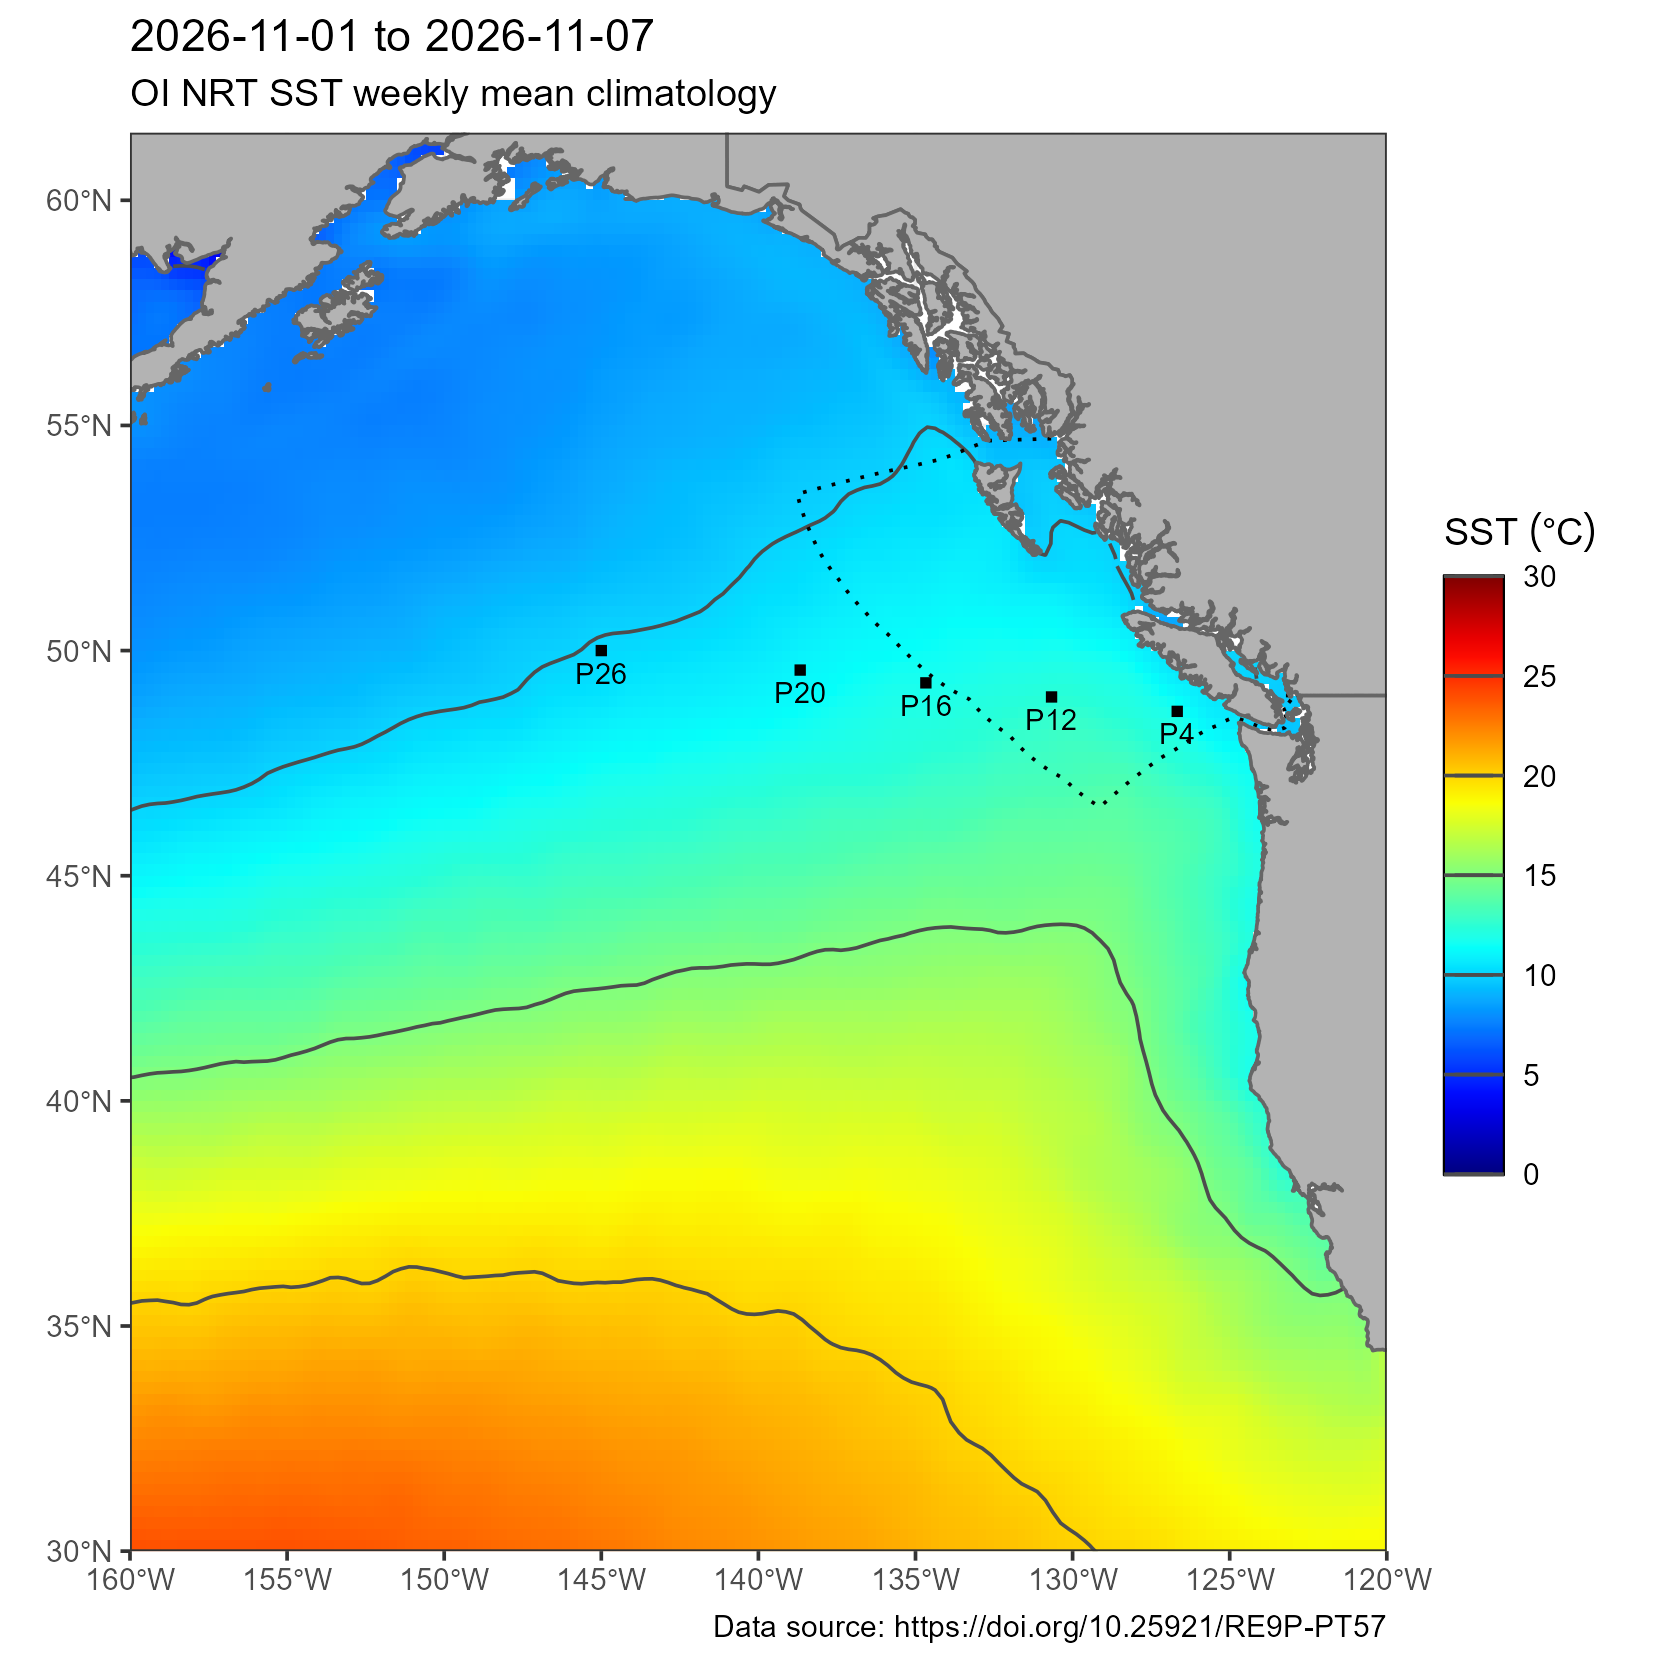 2026-11-01 to 2026-11-07
OI NRT SST weekly mean climatology
60°N
55°N
50°N
45°N
40°N
35°N
30°N
P26
P20
P16
P12
P4
160°W
155°W
150°W
145°W
140°W
135°W
130°W
125°W
120°W
SST (°C)
30
25
20
15
10
5
0
Data source: https://doi.org/10.25921/RE9P-PT57